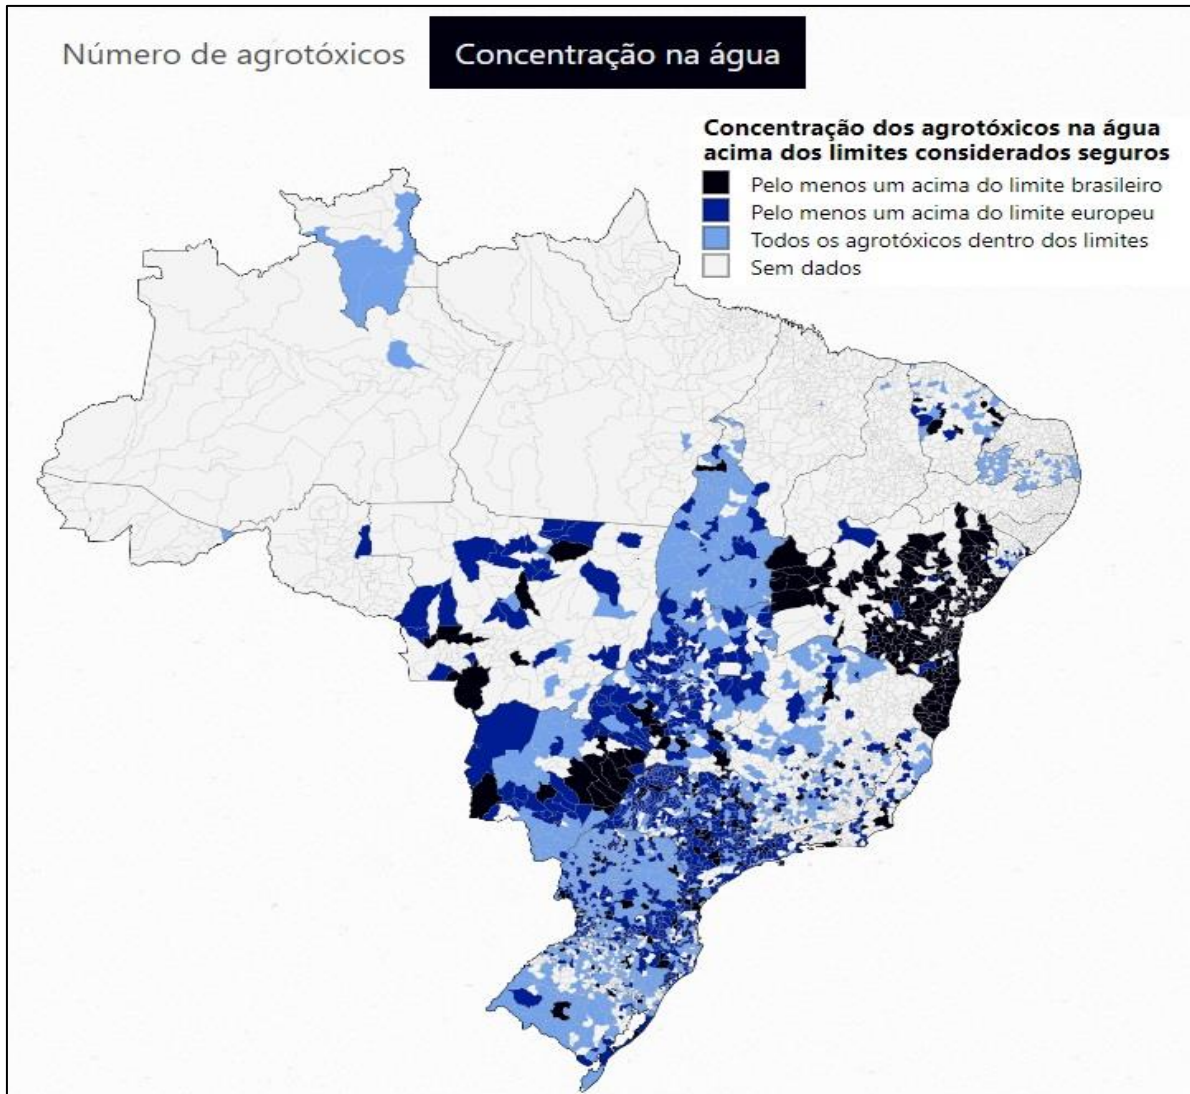 Número de agrotóxicos
Concentração na água
Concentração dos agrotóxicos na água
acima dos limites considerados seguros
Pelo menos um acima do limite brasileiro
Pelo menos um acima do limite europeu
Todos os agrotóxicos dentro dos limites
Sem dados